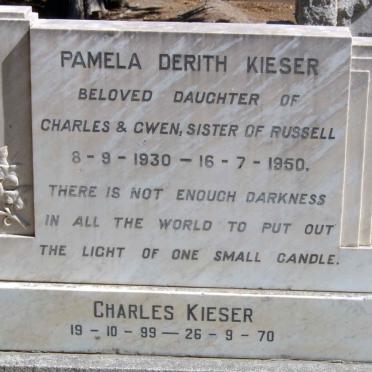 PAMELA DERITH KIESER
BELOVED DAUGHTER OF
CHARLES & GWEN, SISTER OF RUSSELL
8 - 9 - 1930 — 16 - 7 - 1950.
THERE IS NOT ENOUGH DARKNESS
IN ALL THE WORLD TO PUT OUT
THE LIGHT OF ONE SMALL CANDLE.
CHARLES KIESER
19 - 10 - 99 — 26 - 9 - 70